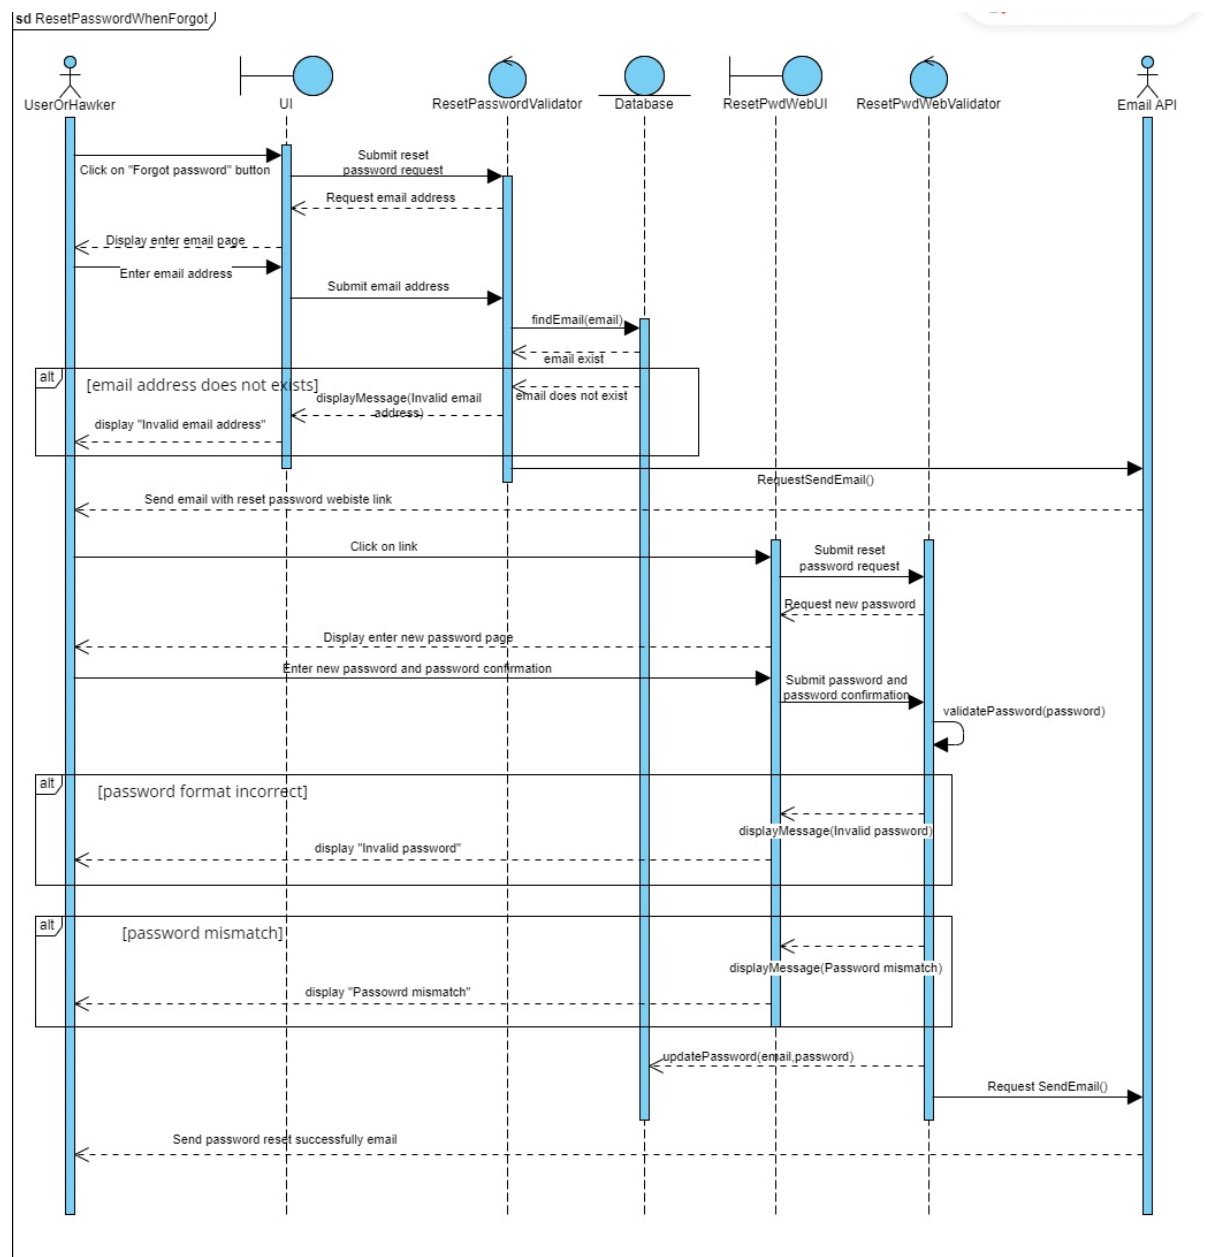 sd ResetPasswordWhenForgot
UserOrHawker
UI
ResetPasswordValidator
Database
ResetPwdWebUI
ResetPwdWebValidator
Email API
Click on "Forgot password" button
Submit reset
password request
Request email address
Display enter email page
Enter email address
Submit email address
findEmail(email)
email exist
alt
[email address does not exists]
email does not exist
displayMessage(Invalid email
address)
display "Invalid email address"
RequestSendEmail()
Send email with reset password webiste link
Click on link
Submit reset
password request
Request new password
Display enter new password page
Enter new password and password confirmation
Submit password and
password confirmation
validatePassword(password)
alt
[password format incorrect]
displayMessage(Invalid password)
display "Invalid password"
alt
[password mismatch]
displayMessage(Password mismatch)
display "Passowrd mismatch"
updatePassword(email,password)
Request SendEmail()
Send password reset successfully email